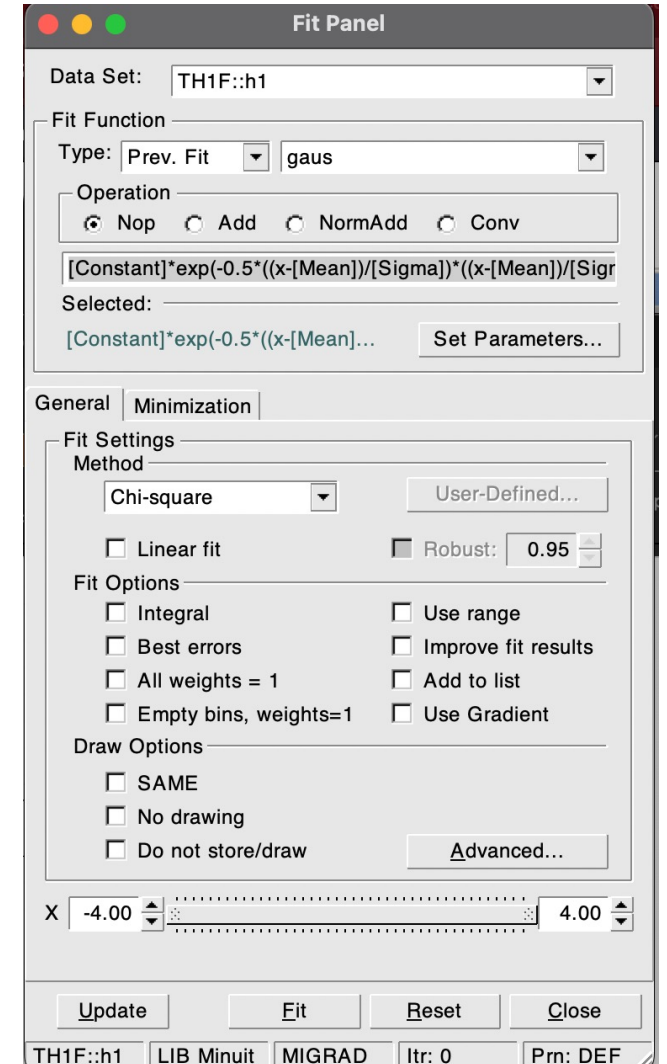 Fit Panel
Data Set: TH1F::h1
Fit Function
Type: Prev. Fit gaus
Operation
Nop Add NormAdd Conv
[Constant]*exp(-0.5*((x-[Mean])/[Sigma])*((x-[Mean])/[Sigr
Selected:
[Constant]*exp(-0.5*((x-[Mean]... Set Parameters...
General Minimization
Fit Settings
Method
Chi-square User-Defined...
Linear fit Robust: 0.95
Fit Options
Integral Use range
Best errors Improve fit results
All weights = 1 Add to list
Empty bins, weights=1 Use Gradient
Draw Options
SAME
No drawing
Do not store/draw Advanced...
X -4.00 4.00
Update Fit Reset Close
TH1F::h1 LIB Minuit MIGRAD Itr: 0 Prn: DEF